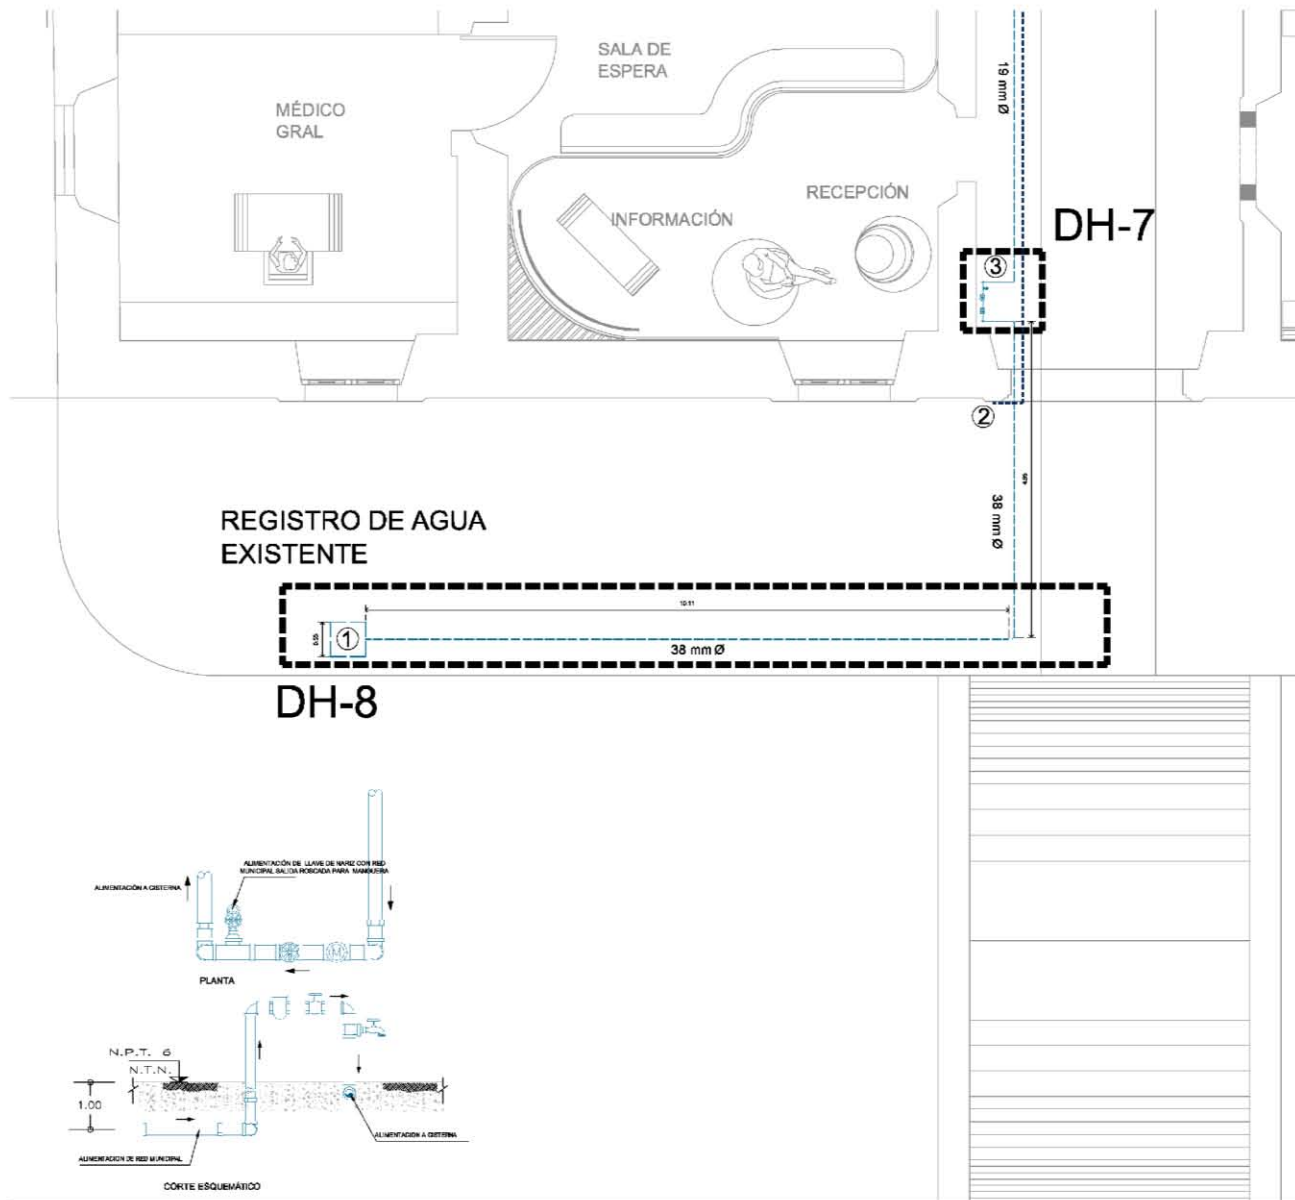 SALA DE
ESPERA
19 mm Ø
MÉDICO
GRAL
RECEPCIÓN
INFORMACIÓN
DH-7
3
2
REGISTRO DE AGUA
EXISTENTE
38 mm Ø
10.11
1
38 mm Ø
DH-8
ALIMENTACIÓN DE LLAVE DE NARIZ CON RED
MUNICIPAL SALIDA ROSCADA PARA MANGUERA
ALIMENTACIÓN A CISTERNA
M
PLANTA
N.P.T. ó
N.T.N.
1.00
ALIMENTACIÓN A CISTERNA
ALIMENTACIÓN DE RED MUNICIPAL
CORTE ESQUEMÁTICO